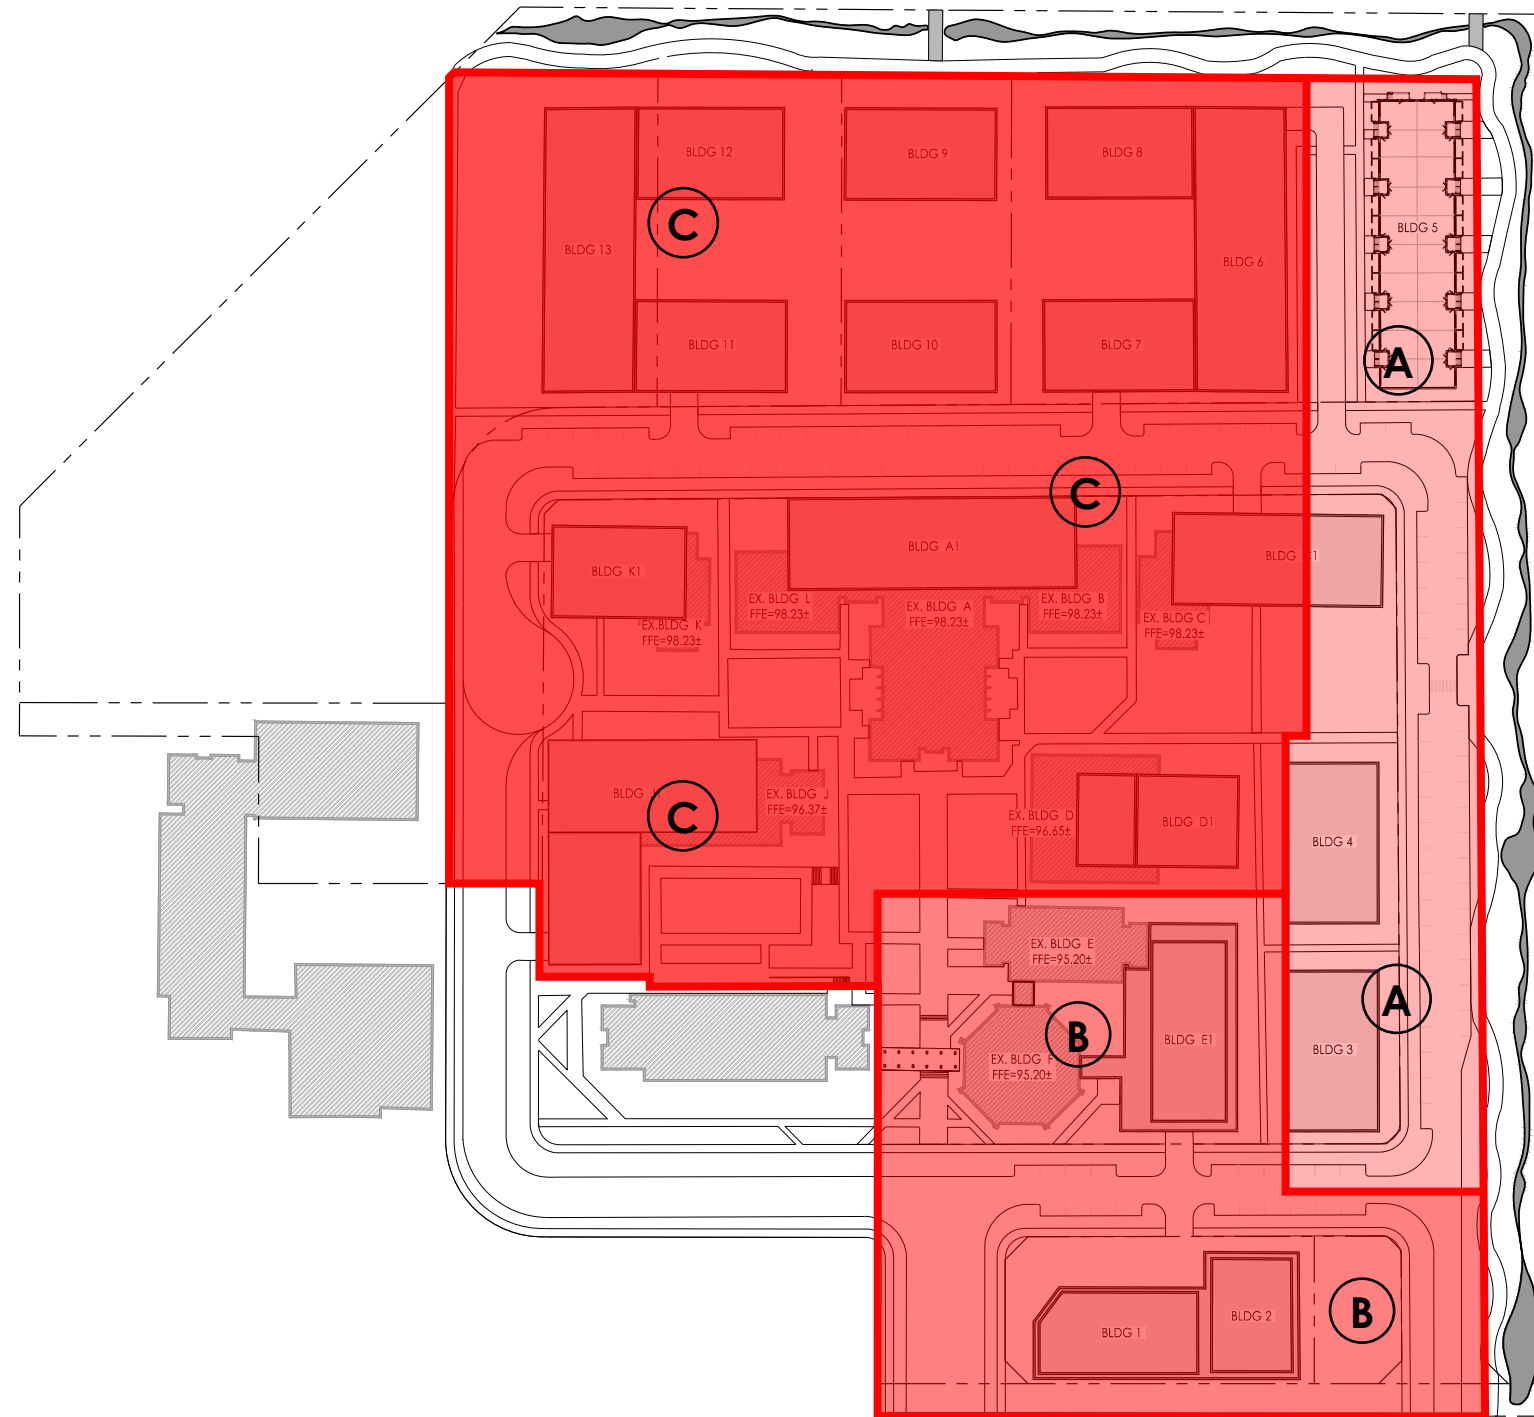 BLDG 12
BLDG 9
BLDG 8
BLDG 5
C
BLDG 13
BLDG 6
BLDG 11
BLDG 10
BLDG 7
A
C
BLDG A1
BLDG C1
BLDG K1
EX. BLDG L
FFE=98.23±
EX. BLDG A
FFE=98.23±
EX. BLDG B
FFE=98.23±
EX. BLDG C
FFE=98.23±
EX.BLDG K
FFE=98.23±
BLDG J1
C
EX. BLDG J
FFE=96.37±
EX. BLDG D
FFE=96.65±
BLDG D1
BLDG 4
EX. BLDG E
FFE=95.20±
A
B
BLDG E1
BLDG 3
EX. BLDG F
FFE=95.20±
B
BLDG 2
BLDG 1